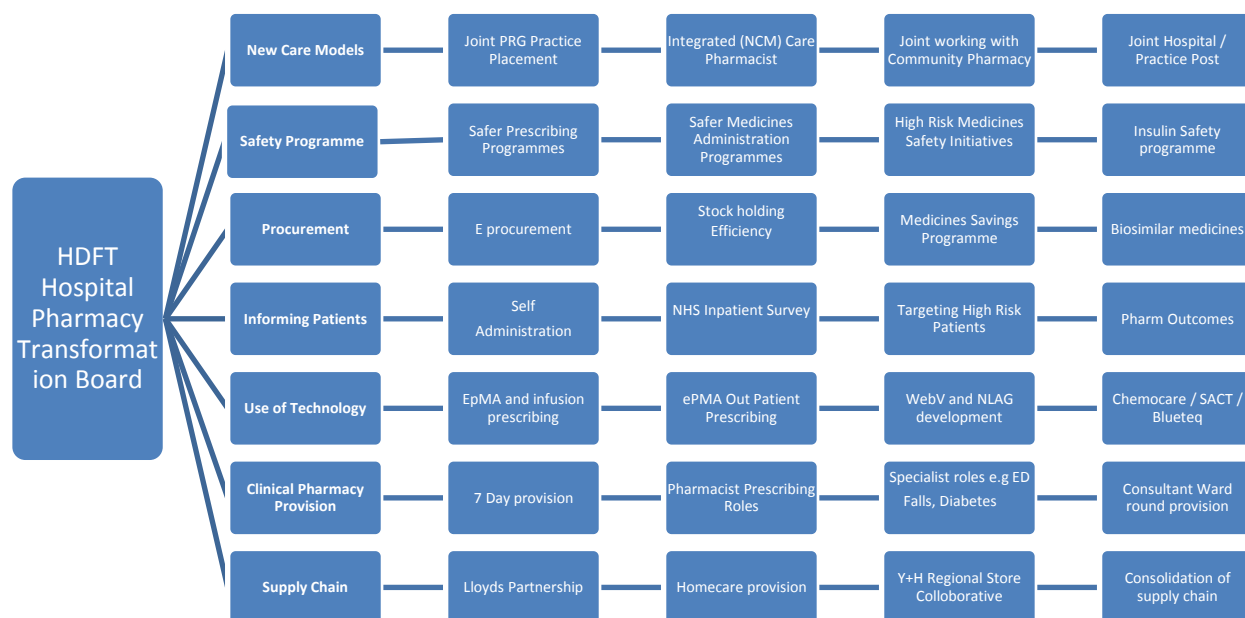 HDFT
Hospital
Pharmacy
Transformat
ion Board
New Care Models
Joint PRG Practice
Placement
Integrated (NCM) Care
Pharmacist
Joint working with
Community Pharmacy
Joint Hospital /
Practice Post
Safety Programme
Safer Prescribing
Programmes
Safer Medicines
Administration
Programmes
High Risk Medicines
Safety Initiatives
Insulin Safety
programme
Procurement
E procurement
Stock holding
Efficiency
Medicines Savings
Programme
Biosimilar medicines
Informing Patients
Self
Administration
NHS Inpatient Survey
Targeting High Risk
Patients
Pharm Outcomes
Use of Technology
EpMA and infusion
prescribing
ePMA Out Patient
Prescribing
WebV and NLAG
development
Chemocare / SACT /
Blueteq
Clinical Pharmacy
Provision
7 Day provision
Pharmacist Prescribing
Roles
Specialist roles e.g ED
Falls, Diabetes
Consultant Ward
round provision
Supply Chain
Lloyds Partnership
Homecare provision
Y+H Regional Store
Colloborative
Consolidation of
supply chain